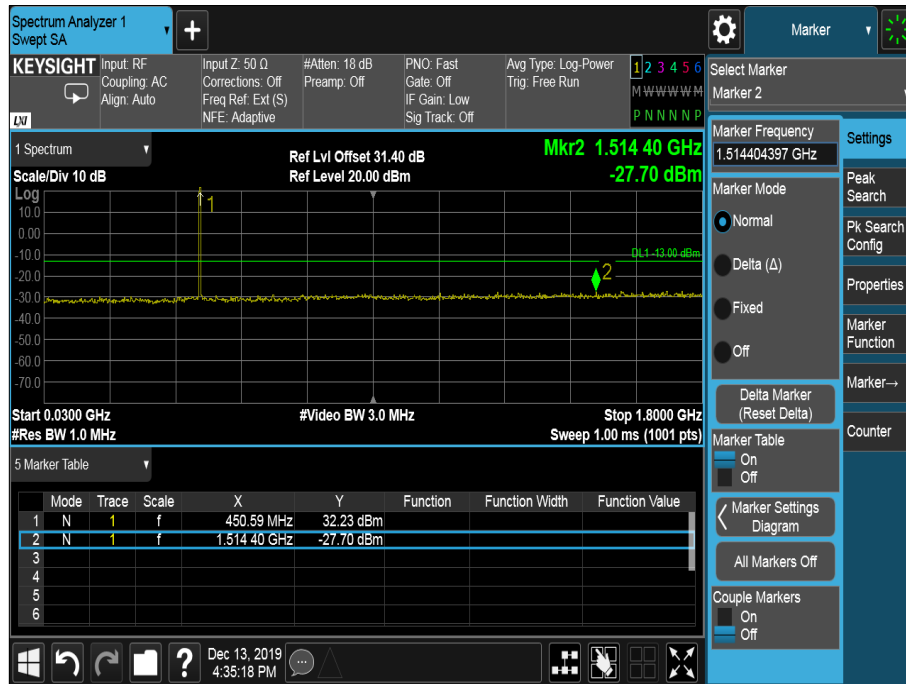 Spectrum Analyzer 1
Swept SA
+
Marker
KEYSIGHT
LXI
Input: RF
Coupling: AC
Align: Auto
Input Z: 50 Ω
Corrections: Off
Freq Ref: Ext (S)
NFE: Adaptive
#Atten: 18 dB
Preamp: Off
PNO: Fast
Gate: Off
IF Gain: Low
Sig Track: Off
Avg Type: Log-Power
Trig: Free Run
1 2 3 4 5 6
M W W W W M
P N N N N P
Select Marker
Marker 2
1 Spectrum
Scale/Div 10 dB
Ref Lvl Offset 31.40 dB
Ref Level 20.00 dBm
Mkr2 1.514 40 GHz
-27.70 dBm
Log
10.0
0.00
-10.0
-20.0
-30.0
-40.0
-50.0
-60.0
-70.0
1
DL1 -13.00 dBm
2
Start 0.0300 GHz
#Res BW 1.0 MHz
#Video BW 3.0 MHz
Stop 1.8000 GHz
Sweep 1.00 ms (1001 pts)
5 Marker Table
Mode Trace Scale X Y Function Function Width Function Value
1 N 1 f 450.59 MHz 32.23 dBm
2 N 1 f 1.514 40 GHz -27.70 dBm
3
4
5
6
Marker Frequency
1.514404397 GHz
Marker Mode
Normal
Delta (Δ)
Fixed
Off
Delta Marker
(Reset Delta)
Marker Table
On
Off
Marker Settings
Diagram
All Markers Off
Couple Markers
On
Off
Settings
Peak
Search
Pk Search
Config
Properties
Marker
Function
Marker→
Counter
?
Dec 13, 2019
4:35:18 PM